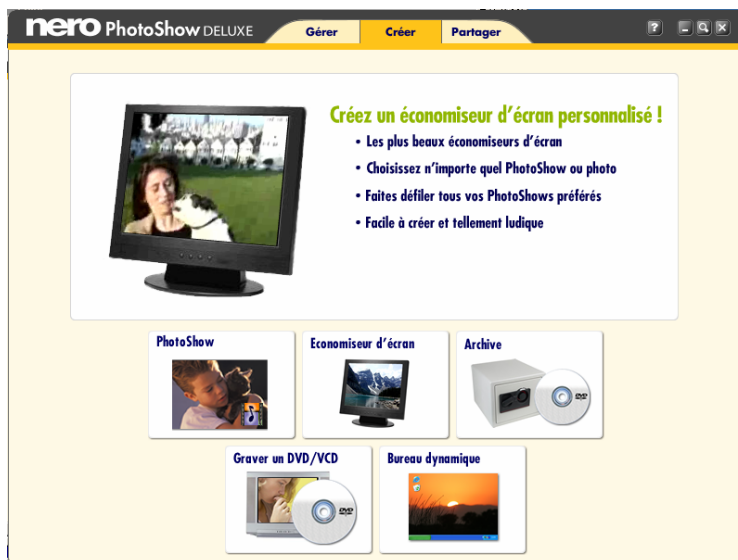 nero PhotoShow DELUXE
Gérer
Créer
Partager
?
Créez un économiseur d'écran personnalisé !
• Les plus beaux économiseurs d'écran
• Choisissez n'importe quel PhotoShow ou photo
• Faites défiler tous vos PhotoShows préférés
• Facile à créer et tellement ludique
PhotoShow
Economiseur d'écran
Archive
DVD
Graver un DVD/VCD
DVD
Bureau dynamique